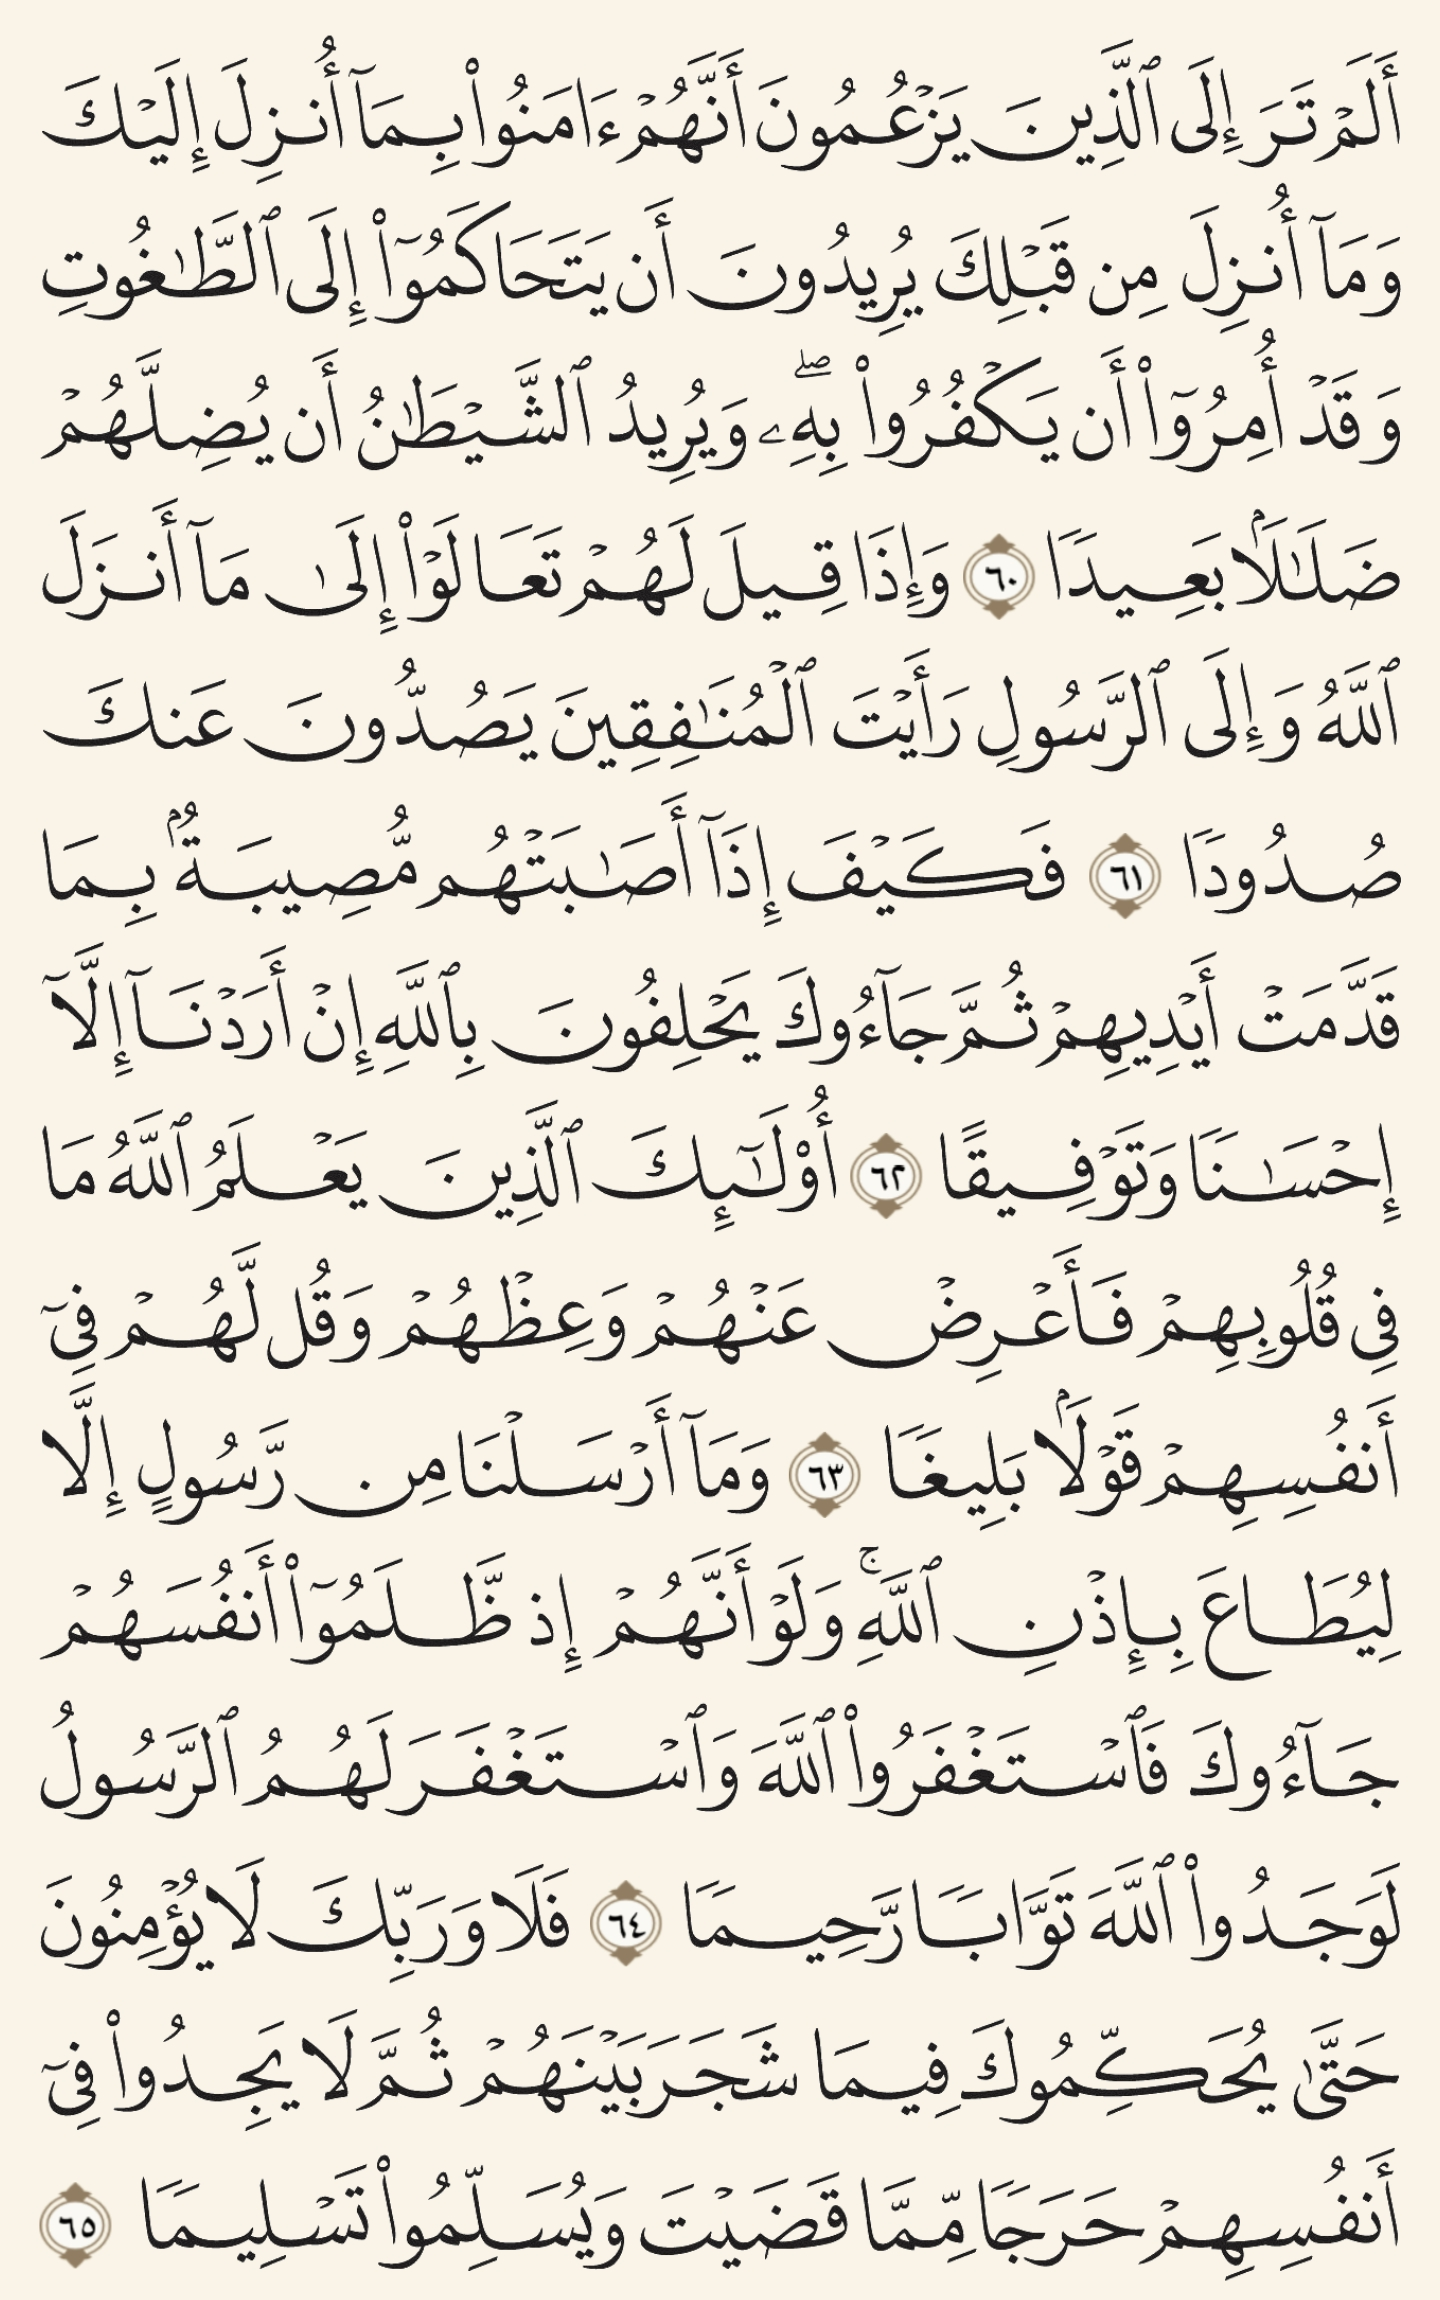 أَلَمْ تَرَ إِلَى ٱلَّذِينَ يَزْعُمُونَ أَنَّهُمْ ءَامَنُوا۟ بِمَآ أُنزِلَ إِلَيْكَ
وَمَآ أُنزِلَ مِن قَبْلِكَ يُرِيدُونَ أَن يَتَحَاكَمُوٓا۟ إِلَى ٱلطَّـٰغُوتِ
وَقَدْ أُمِرُوٓا۟ أَن يَكْفُرُوا۟ بِهِۦۖ وَيُرِيدُ ٱلشَّيْطَـٰنُ أَن يُضِلَّهُمْ
ضَلَـٰلًۢا بَعِيدًا ٦٠ وَإِذَا قِيلَ لَهُمْ تَعَالَوْا۟ إِلَىٰ مَآ أَنزَلَ
ٱللَّهُ وَإِلَى ٱلرَّسُولِ رَأَيْتَ ٱلْمُنَـٰفِقِينَ يَصُدُّونَ عَنكَ
صُدُودًا ٦١ فَكَيْفَ إِذَآ أَصَـٰبَتْهُم مُّصِيبَةٌۢ بِمَا
قَدَّمَتْ أَيْدِيهِمْ ثُمَّ جَآءُوكَ يَحْلِفُونَ بِٱللَّهِ إِنْ أَرَدْنَآ إِلَّآ
إِحْسَـٰنًا وَتَوْفِيقًا ٦٢ أُو۟لَـٰٓئِكَ ٱلَّذِينَ يَعْلَمُ ٱللَّهُ مَا
فِى قُلُوبِهِمْ فَأَعْرِضْ عَنْهُمْ وَعِظْهُمْ وَقُل لَّهُمْ فِىٓ
أَنفُسِهِمْ قَوْلًۢا بَلِيغًا ٦٣ وَمَآ أَرْسَلْنَا مِن رَّسُولٍ إِلَّا
لِيُطَاعَ بِإِذْنِ ٱللَّهِۚ وَلَوْ أَنَّهُمْ إِذ ظَّلَمُوٓا۟ أَنفُسَهُمْ
جَآءُوكَ فَٱسْتَغْفَرُوا۟ ٱللَّهَ وَٱسْتَغْفَرَ لَهُمُ ٱلرَّسُولُ
لَوَجَدُوا۟ ٱللَّهَ تَوَّابًا رَّحِيمًا ٦٤ فَلَا وَرَبِّكَ لَا يُؤْمِنُونَ
حَتَّىٰ يُحَكِّمُوكَ فِيمَا شَجَرَ بَيْنَهُمْ ثُمَّ لَا يَجِدُوا۟ فِىٓ
أَنفُسِهِمْ حَرَجًا مِّمَّا قَضَيْتَ وَيُسَلِّمُوا۟ تَسْلِيمًا ٦٥